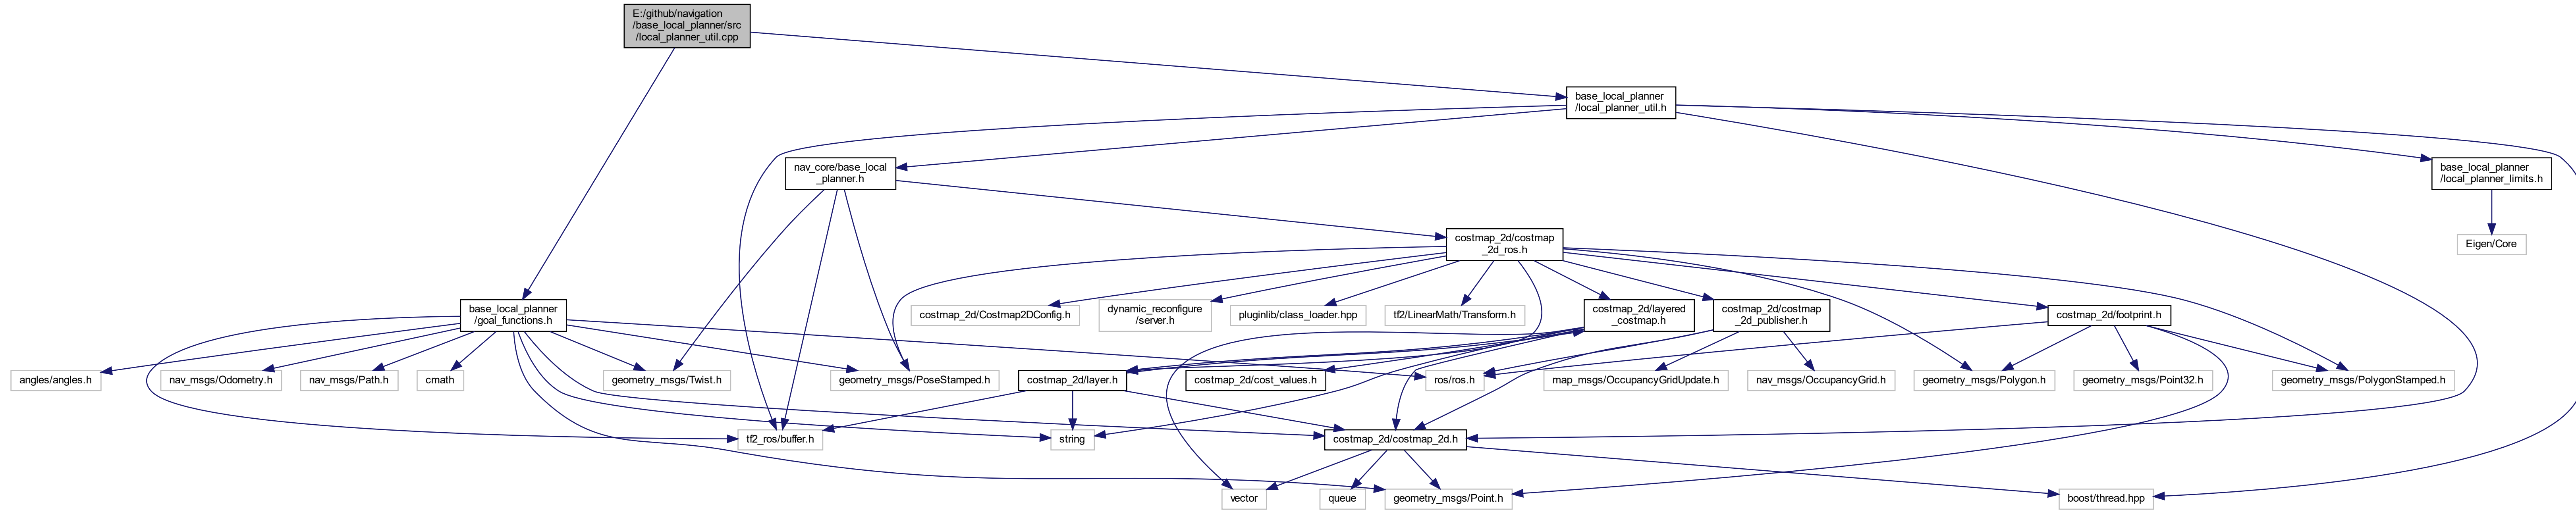 E:/github/navigation
/base_local_planner/src
/local_planner_util.cpp
base_local_planner
/local_planner_util.h
nav_core/base_local
_planner.h
base_local_planner
/local_planner_limits.h
costmap_2d/costmap
_2d_ros.h
Eigen/Core
base_local_planner
/goal_functions.h
costmap_2d/Costmap2DConfig.h
dynamic_reconfigure
/server.h
pluginlib/class_loader.hpp
tf2/LinearMath/Transform.h
costmap_2d/layered
_costmap.h
costmap_2d/costmap
_2d_publisher.h
costmap_2d/footprint.h
angles/angles.h
nav_msgs/Odometry.h
nav_msgs/Path.h
cmath
geometry_msgs/Twist.h
geometry_msgs/PoseStamped.h
costmap_2d/layer.h
costmap_2d/cost_values.h
ros/ros.h
map_msgs/OccupancyGridUpdate.h
nav_msgs/OccupancyGrid.h
geometry_msgs/Polygon.h
geometry_msgs/Point32.h
geometry_msgs/PolygonStamped.h
tf2_ros/buffer.h
string
costmap_2d/costmap_2d.h
vector
queue
geometry_msgs/Point.h
boost/thread.hpp